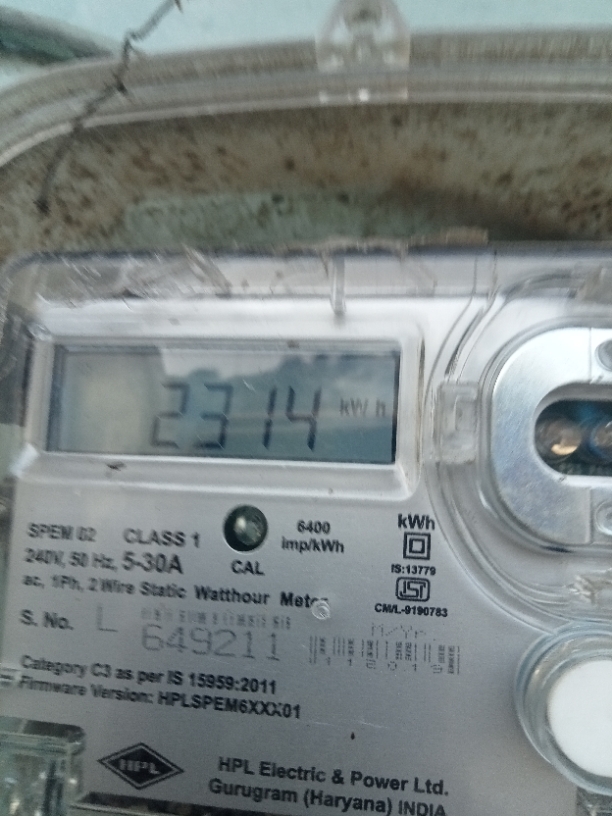 2314 kWh
SPEM 02 CLASS 1
240V, 50 Hz, 5-30A
ac, 1Ph, 2 Wire Static Watthour Meter
CAL
6400
imp/kWh
kWh
IS:13779
ISI
CM/L-9190783
S. No. L 649211
M/Yr.
Category C3 as per IS 15959:2011
Firmware Version: HPLSPEM6XXX01
HPL
HPL Electric & Power Ltd.
Gurugram (Haryana) INDIA